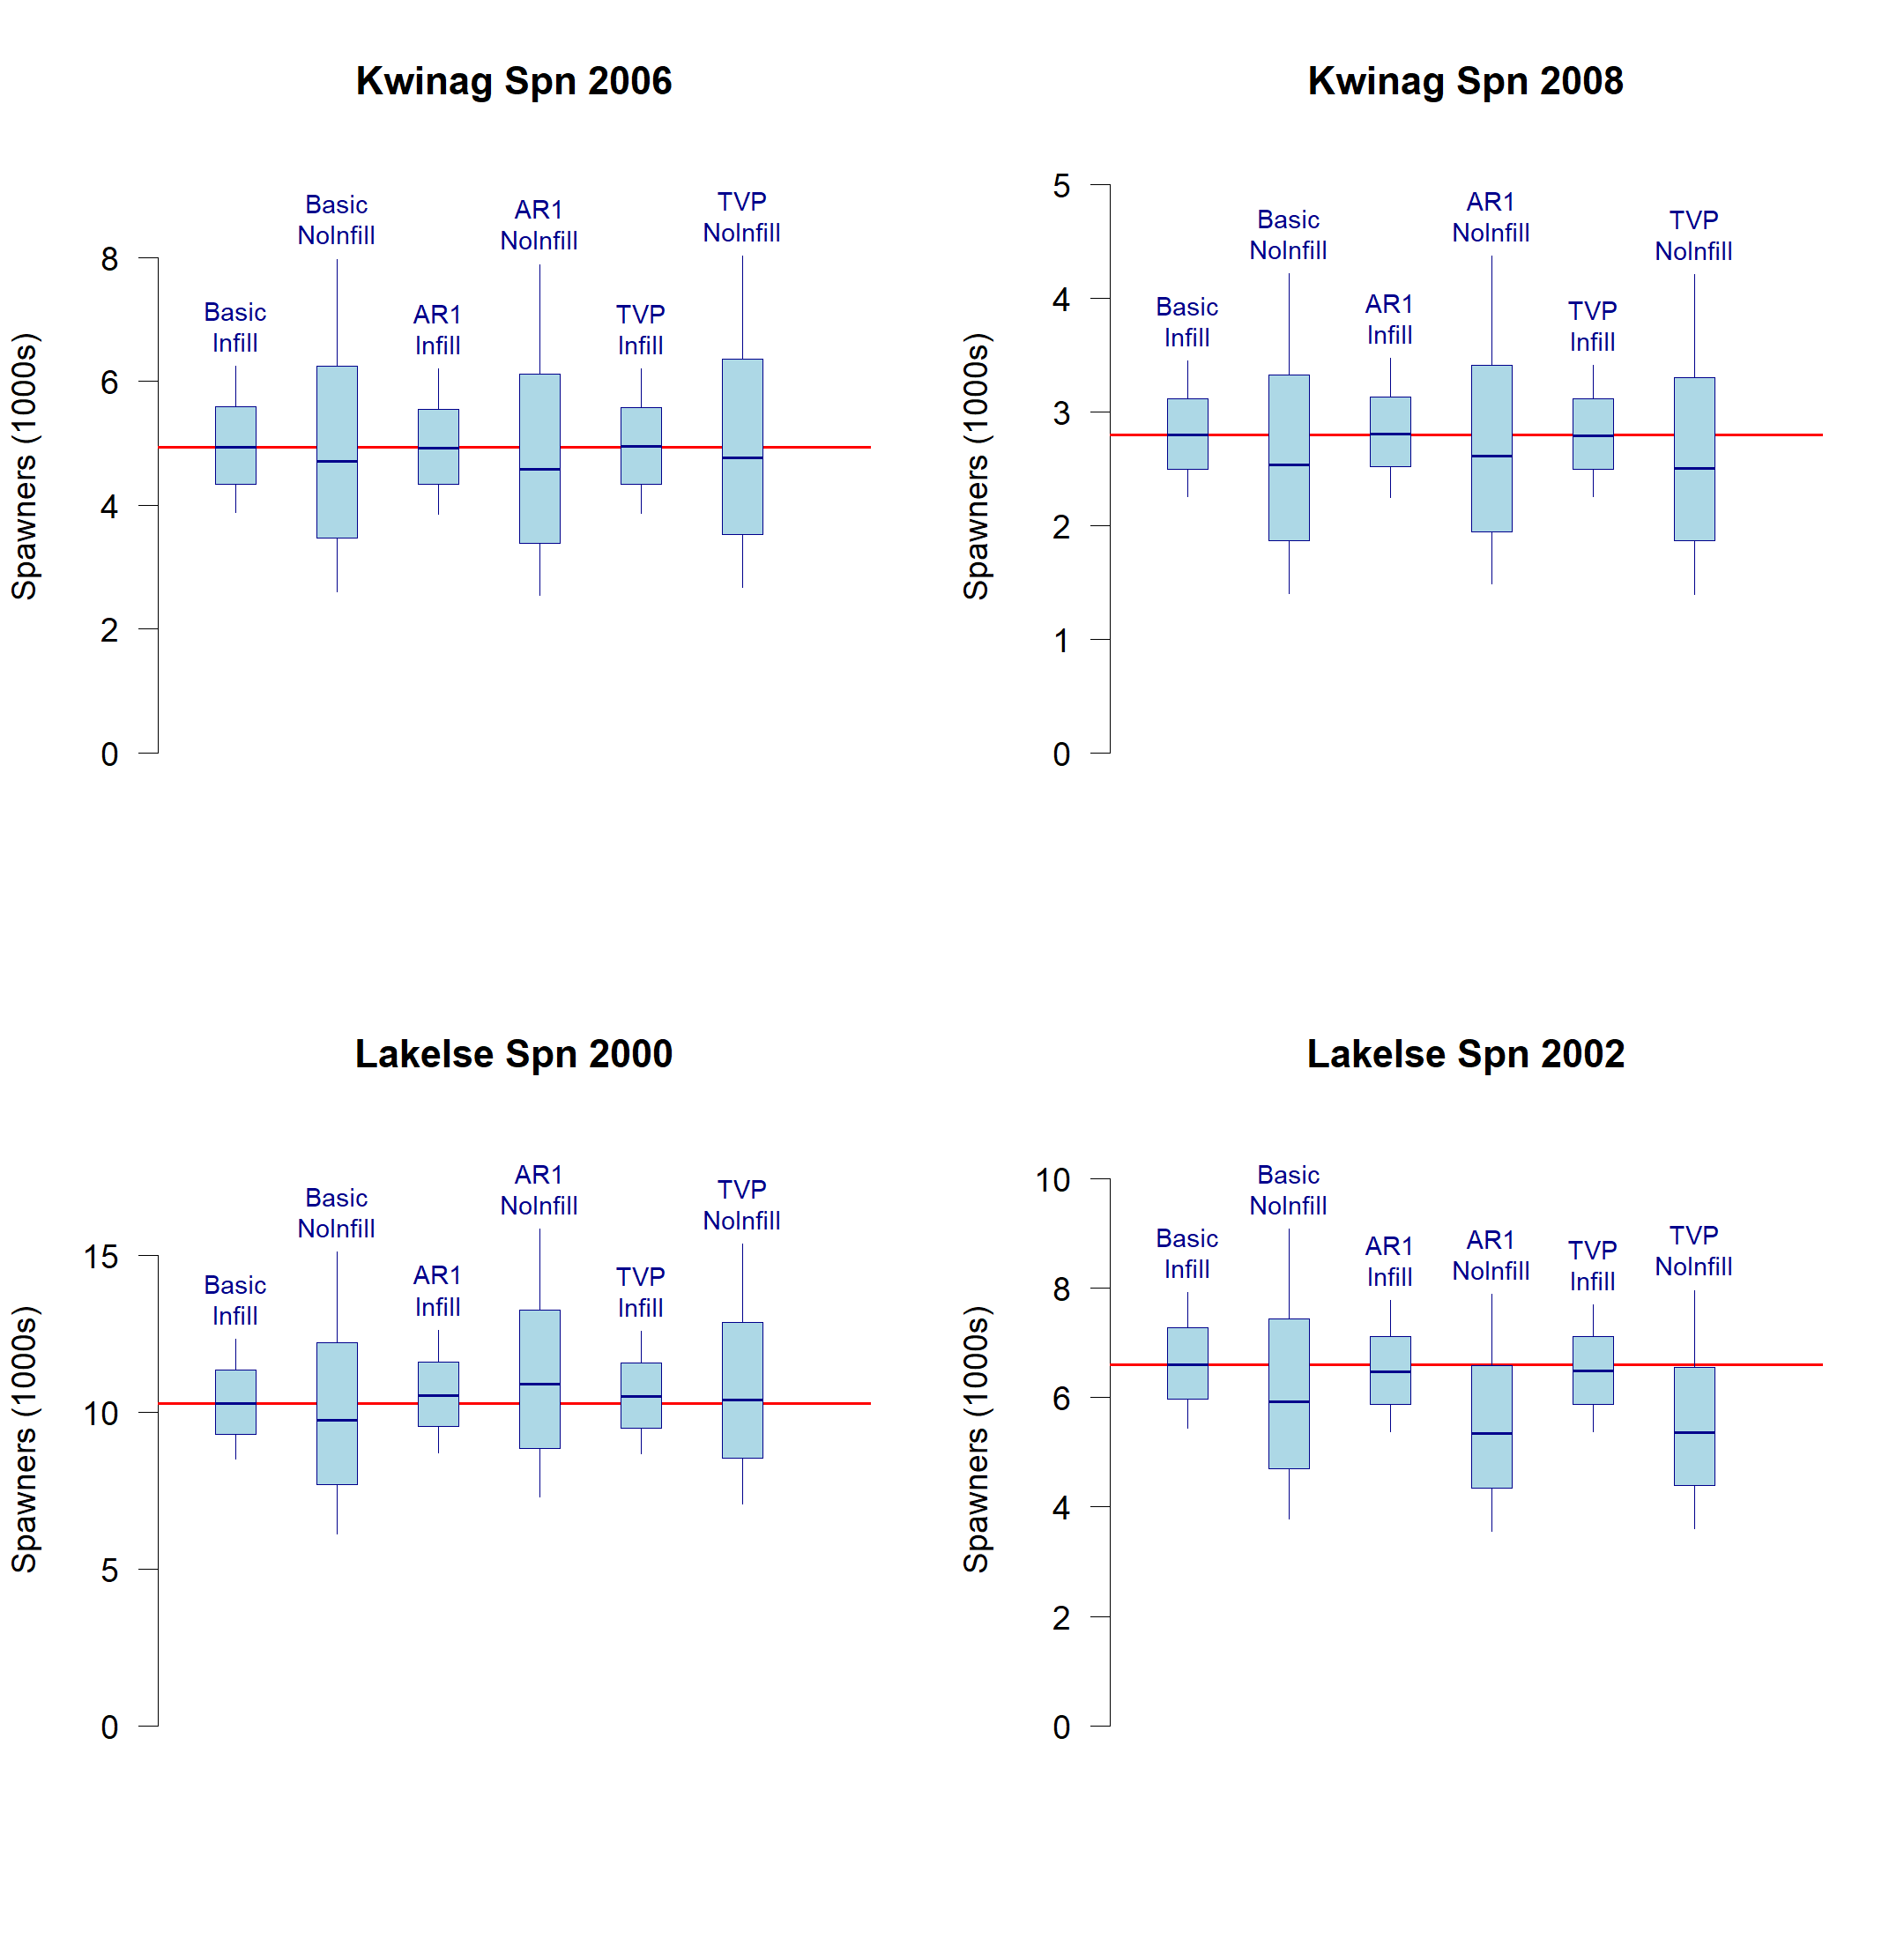 Kwinag Spn 2006
Spawners (1000s)
8
6
4
2
0
Basic
Infill
Basic
NoInfill
AR1
Infill
AR1
NoInfill
TVP
Infill
TVP
NoInfill
Kwinag Spn 2008
Spawners (1000s)
5
4
3
2
1
0
Basic
Infill
Basic
NoInfill
AR1
Infill
AR1
NoInfill
TVP
Infill
TVP
NoInfill
Lakelse Spn 2000
Spawners (1000s)
15
10
5
0
Basic
Infill
Basic
NoInfill
AR1
Infill
AR1
NoInfill
TVP
Infill
TVP
NoInfill
Lakelse Spn 2002
Spawners (1000s)
10
8
6
4
2
0
Basic
Infill
Basic
NoInfill
AR1
Infill
AR1
NoInfill
TVP
Infill
TVP
NoInfill